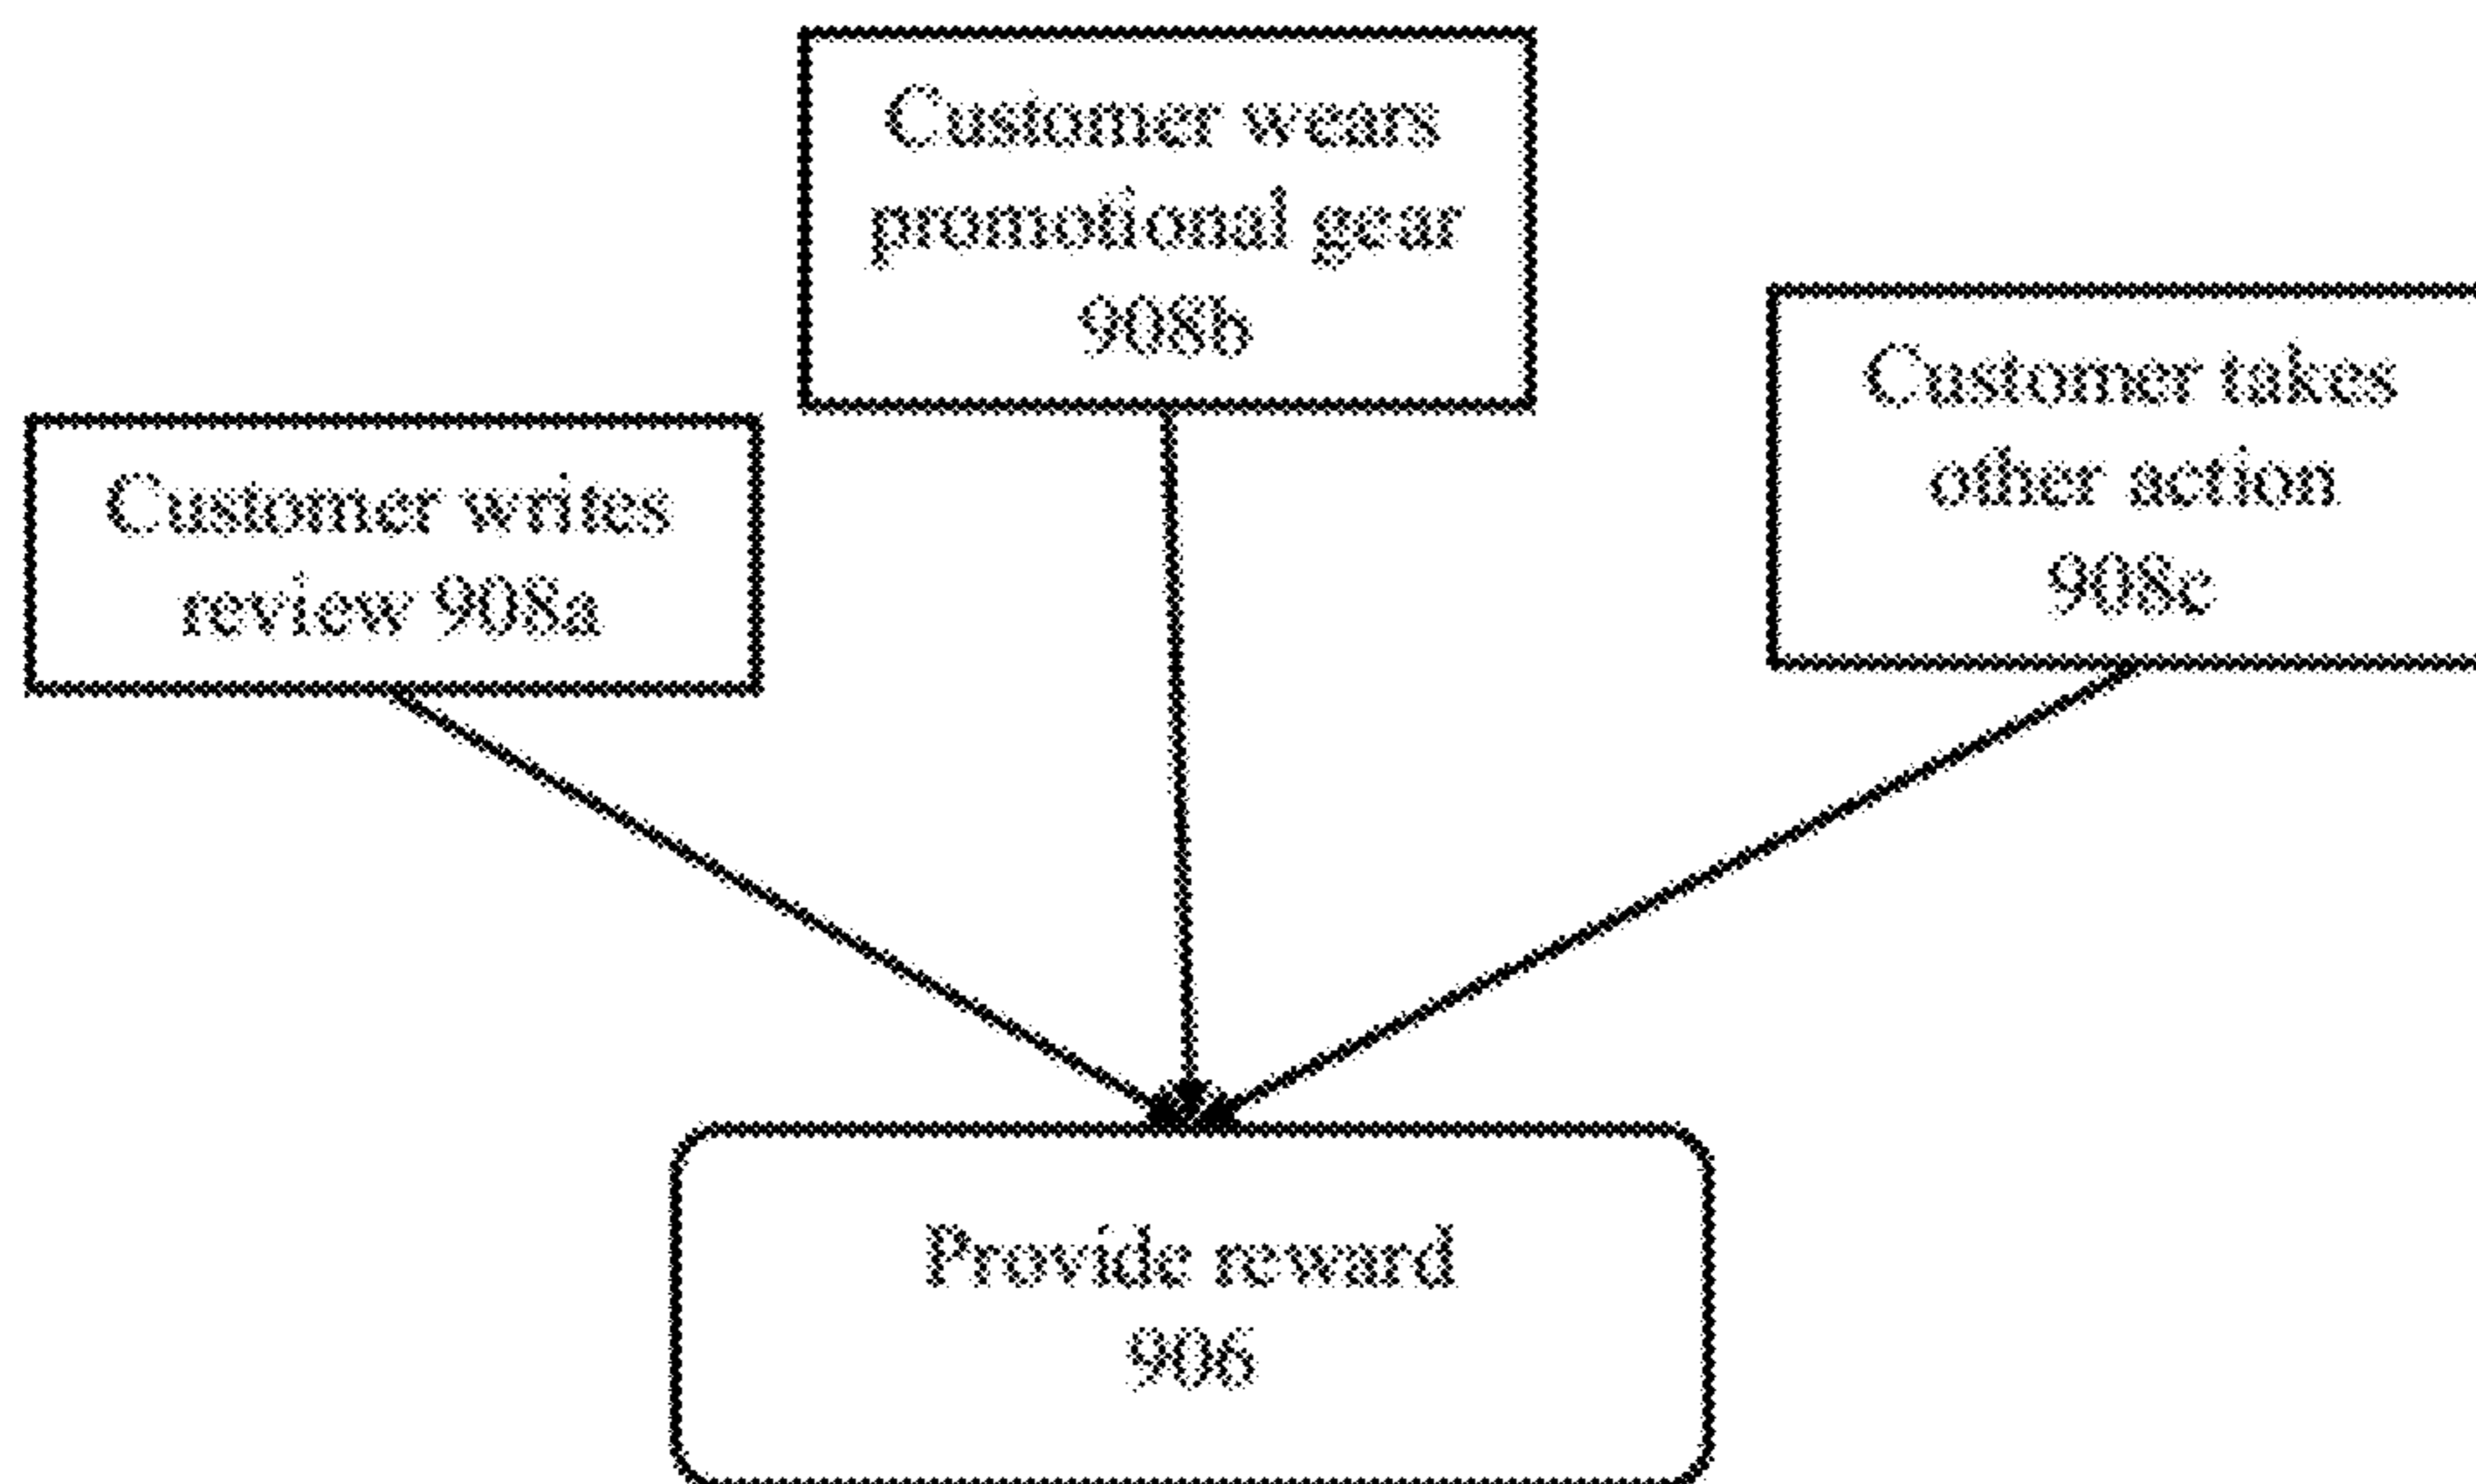 Customer wears
promotional gear
908b
Customer takes
other action
908c
Customer writes
review 908a
Provide reward
906